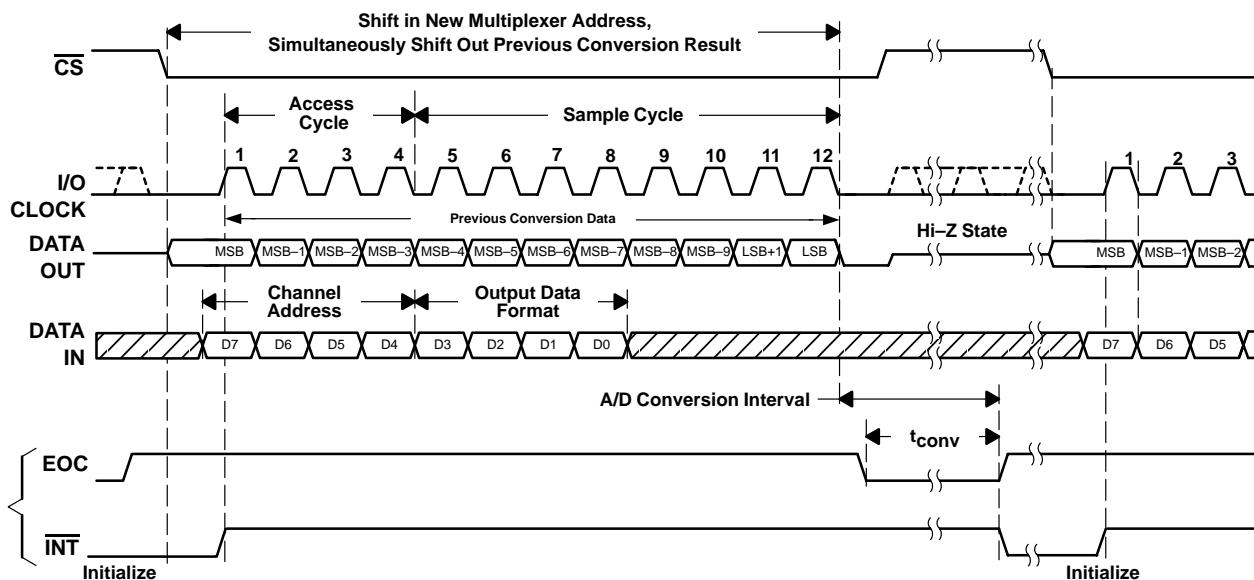 Shift in New Multiplexer Address,
Simultaneously Shift Out Previous Conversion Result
CS
Access
Cycle
Sample Cycle
1 2 3 4 5 6 7 8 9 10 11 12 1 2 3
I/O
CLOCK
Previous Conversion Data
Hi–Z State
DATA
OUT
MSB MSB–1 MSB–2 MSB–3 MSB–4 MSB–5 MSB–6 MSB–7 MSB–8 MSB–9 LSB+1 LSB MSB MSB–1 MSB–2
Channel
Address
Output Data
Format
DATA
IN
D7 D6 D5 D4 D3 D2 D1 D0 D7 D6 D5
A/D Conversion Interval
tconv
EOC
INT
Initialize Initialize